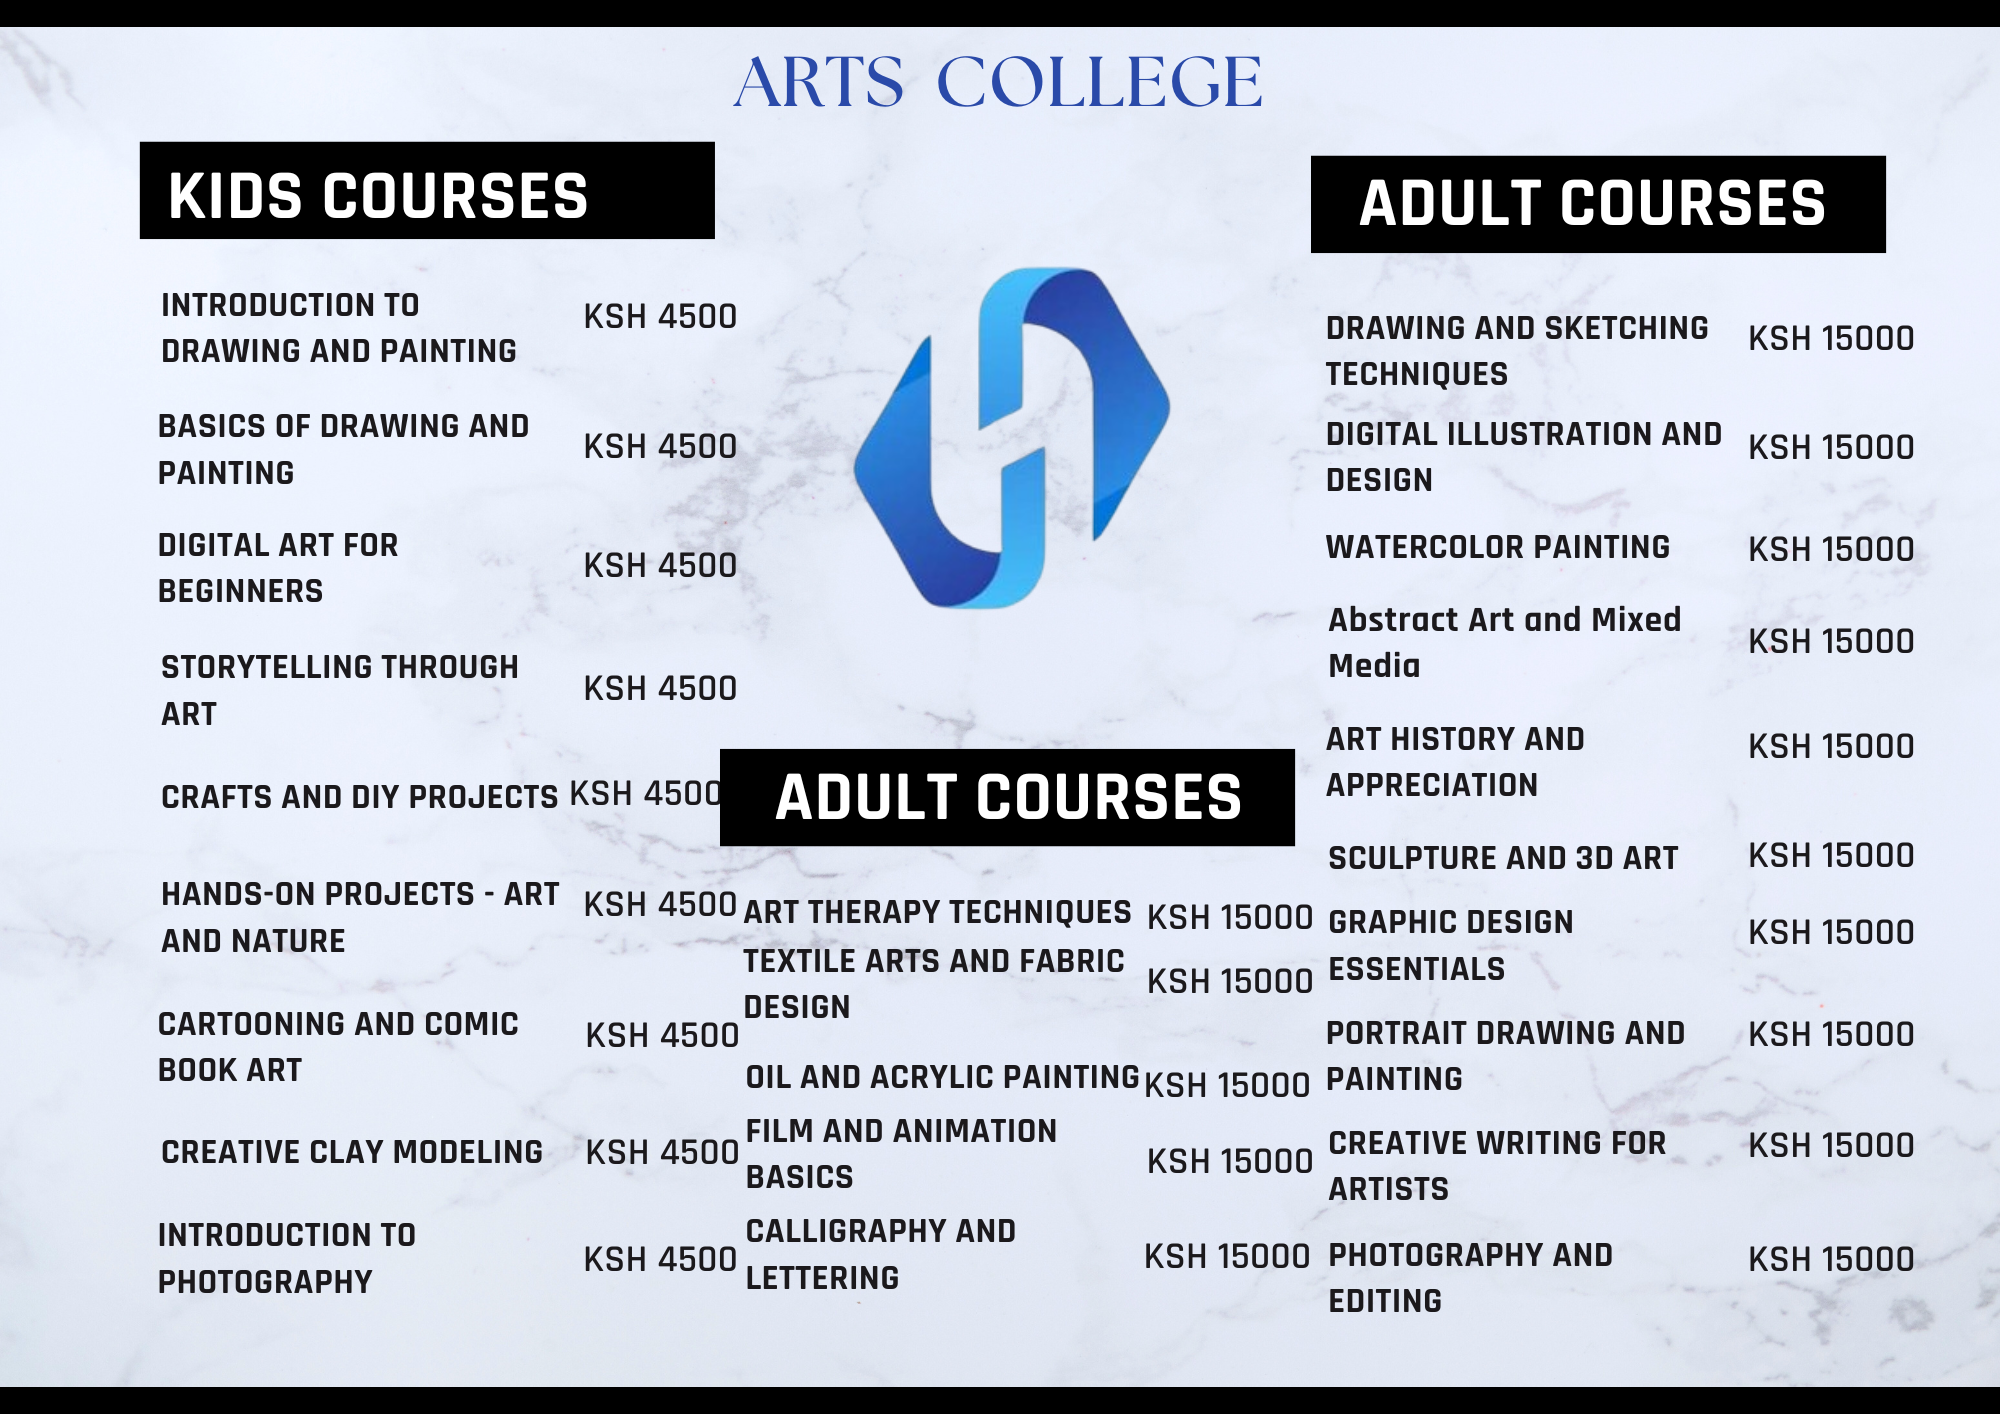 ARTS COLLEGE
KIDS COURSES
INTRODUCTION TO
DRAWING AND PAINTING
KSH 4500
BASICS OF DRAWING AND
PAINTING
KSH 4500
DIGITAL ART FOR
BEGINNERS
KSH 4500
STORYTELLING THROUGH
ART
KSH 4500
CRAFTS AND DIY PROJECTS
KSH 4500
HANDS-ON PROJECTS - ART
AND NATURE
KSH 4500
CARTOONING AND COMIC
BOOK ART
KSH 4500
CREATIVE CLAY MODELING
KSH 4500
INTRODUCTION TO
PHOTOGRAPHY
KSH 4500
ADULT COURSES
ART THERAPY TECHNIQUES
KSH 15000
TEXTILE ARTS AND FABRIC
DESIGN
KSH 15000
OIL AND ACRYLIC PAINTING
KSH 15000
FILM AND ANIMATION
BASICS
KSH 15000
CALLIGRAPHY AND
LETTERING
KSH 15000
ADULT COURSES
DRAWING AND SKETCHING
TECHNIQUES
KSH 15000
DIGITAL ILLUSTRATION AND
DESIGN
KSH 15000
WATERCOLOR PAINTING
KSH 15000
Abstract Art and Mixed
Media
KSH 15000
ART HISTORY AND
APPRECIATION
KSH 15000
SCULPTURE AND 3D ART
KSH 15000
GRAPHIC DESIGN
ESSENTIALS
KSH 15000
PORTRAIT DRAWING AND
PAINTING
KSH 15000
CREATIVE WRITING FOR
ARTISTS
KSH 15000
PHOTOGRAPHY AND
EDITING
KSH 15000